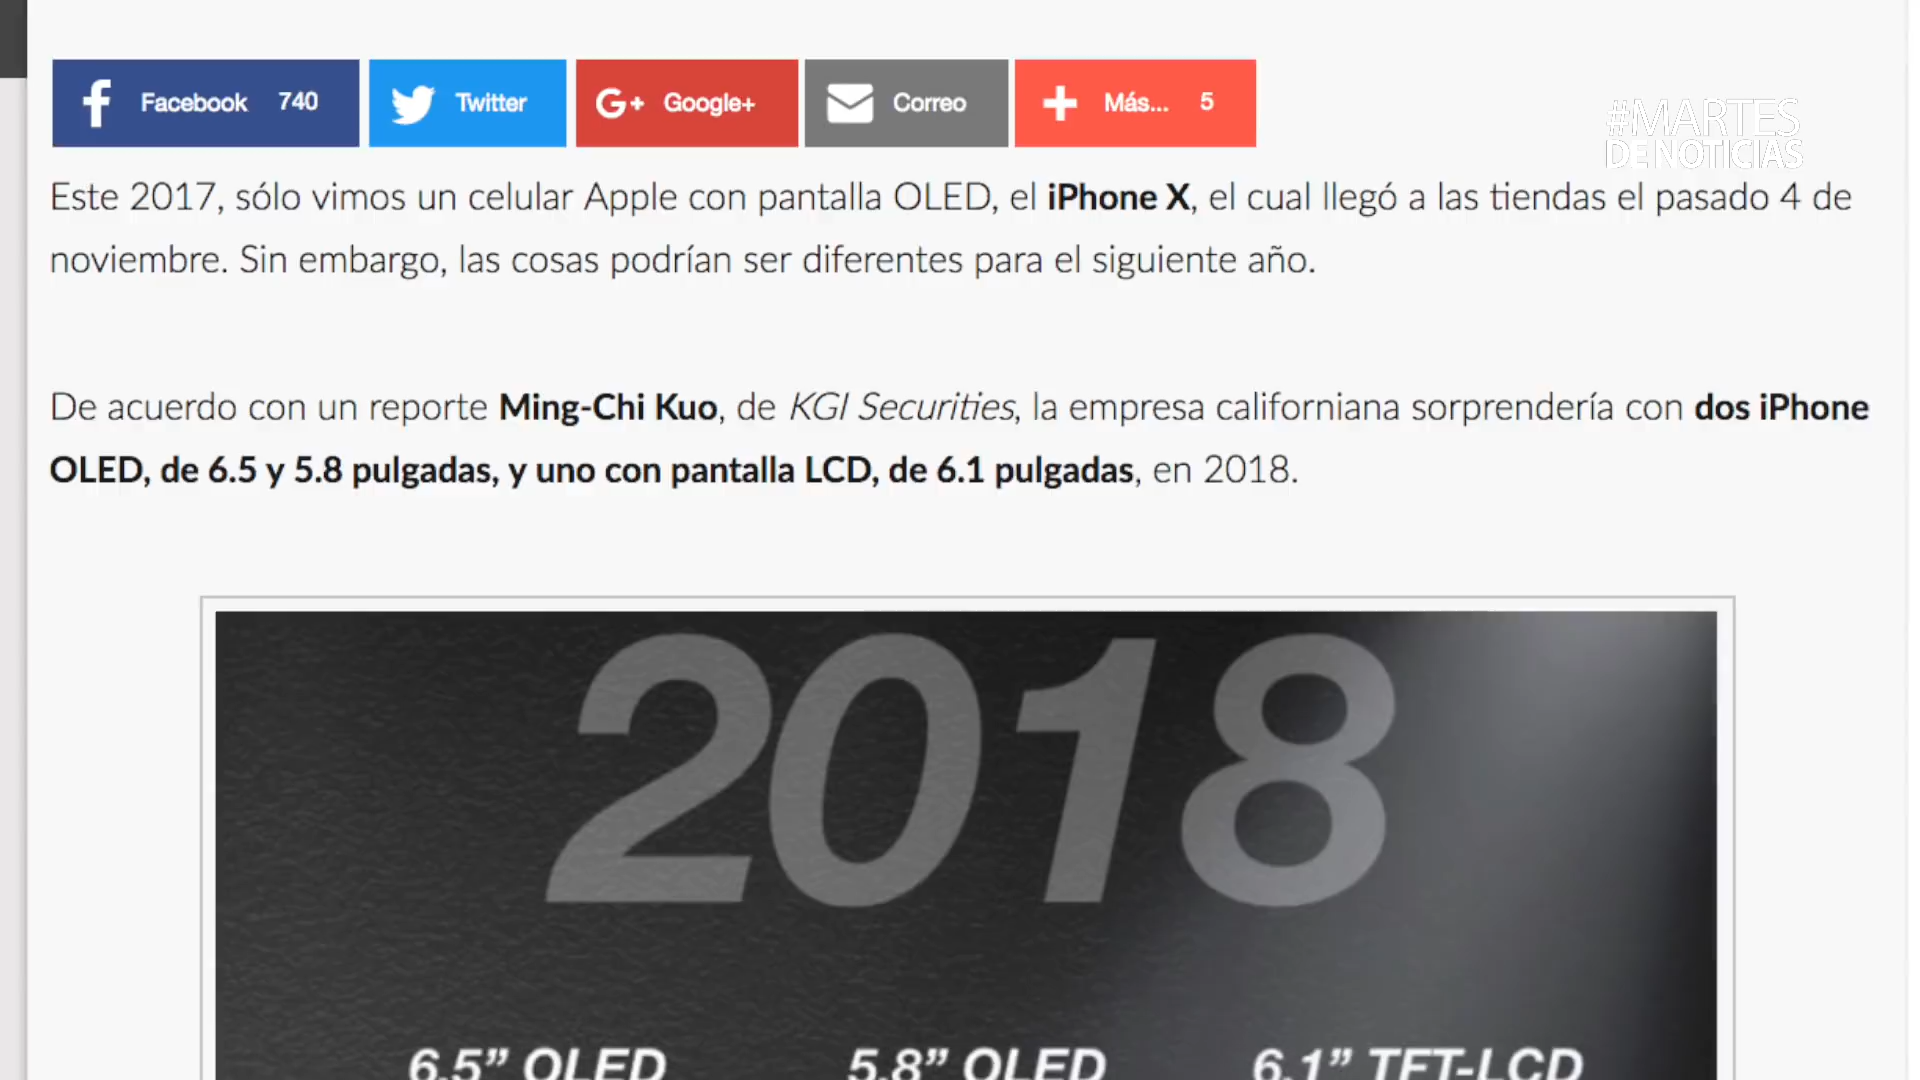 Facebook 740 Twitter G+ Google+ Correo Más... 5
#MARTES
DE NOTICIAS
Este 2017, sólo vimos un celular Apple con pantalla OLED, el iPhone X, el cual llegó a las tiendas el pasado 4 de
noviembre. Sin embargo, las cosas podrían ser diferentes para el siguiente año.
De acuerdo con un reporte Ming-Chi Kuo, de KGI Securities, la empresa californiana sorprendería con dos iPhone
OLED, de 6.5 y 5.8 pulgadas, y uno con pantalla LCD, de 6.1 pulgadas, en 2018.
2018
6.5” OLED 5.8” OLED 6.1” TFT-LCD